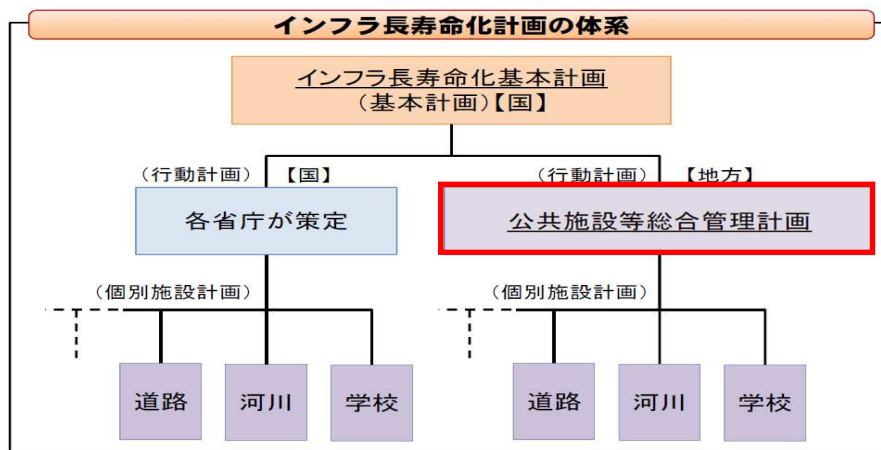 インフラ長寿命化計画の体系
インフラ長寿命化基本計画
(基本計画)【国】
(行動計画) 【国】
(行動計画) 【地方】
各省庁が策定
公共施設等総合管理計画
(個別施設計画)
(個別施設計画)
道路
河川
学校
道路
河川
学校